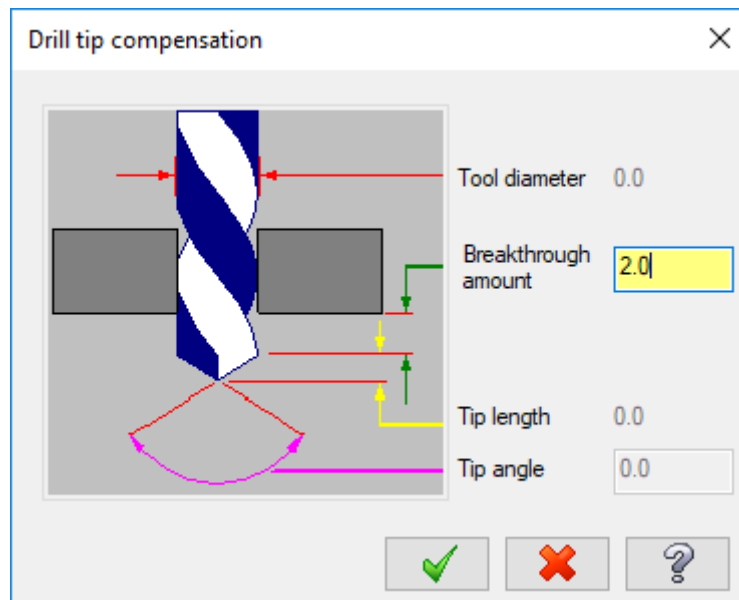 Drill tip compensation
Tool diameter 0.0
Breakthrough
amount 2.0
Tip length 0.0
Tip angle 0.0